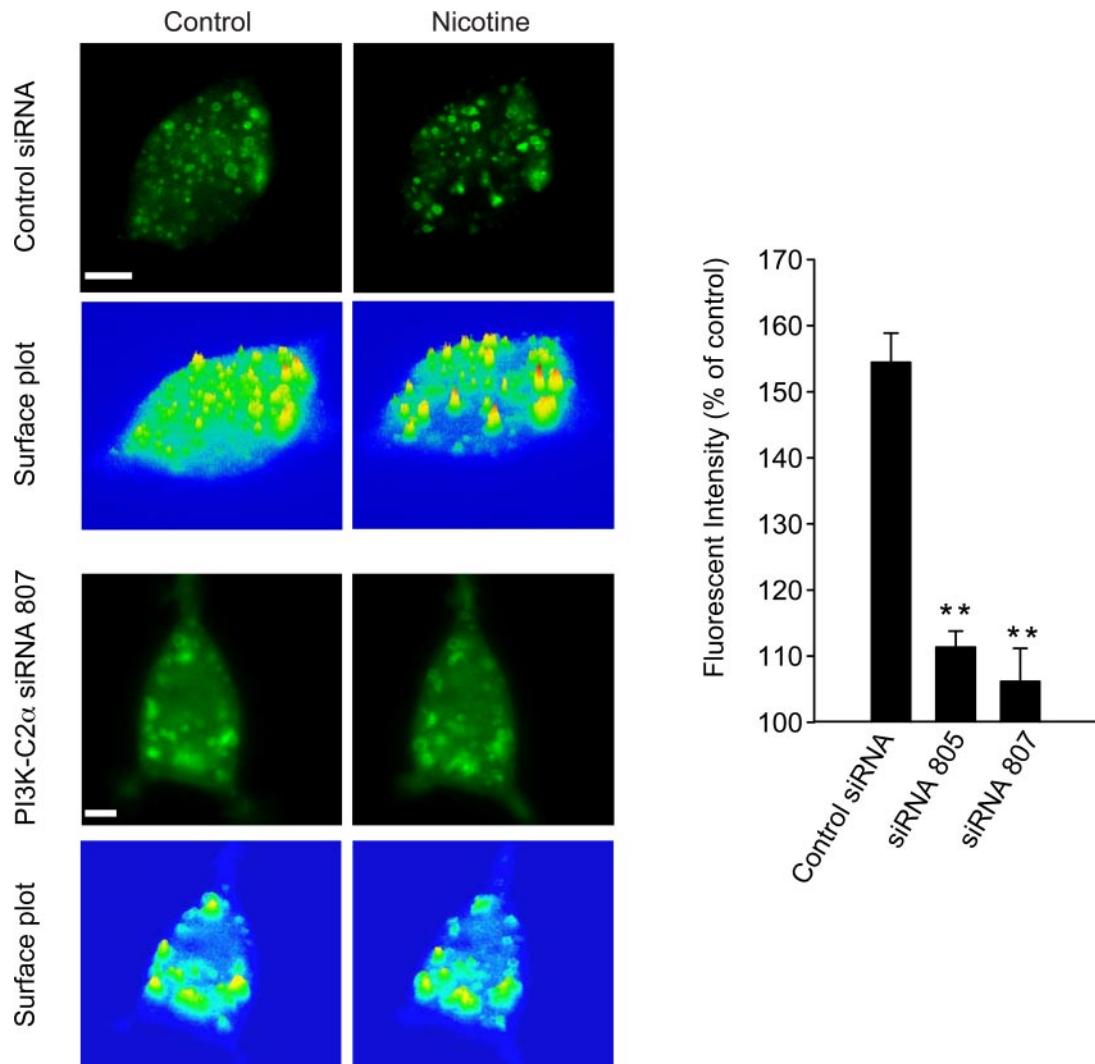 Control
Nicotine
Control siRNA
Surface plot
PI3K-C2α siRNA 807
Surface plot
Fluorescent Intensity (% of control)
170
160
150
140
130
120
110
100
**
**
Control siRNA
siRNA 805
siRNA 807